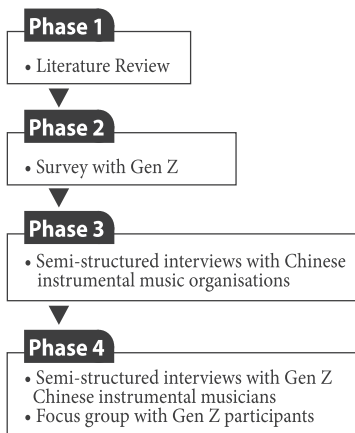 Phase 1
• Literature Review
Phase 2
• Survey with Gen Z
Phase 3
• Semi-structured interviews with Chinese
instrumental music organisations
Phase 4
• Semi-structured interviews with Gen Z
Chinese instrumental musicians
• Focus group with Gen Z participants